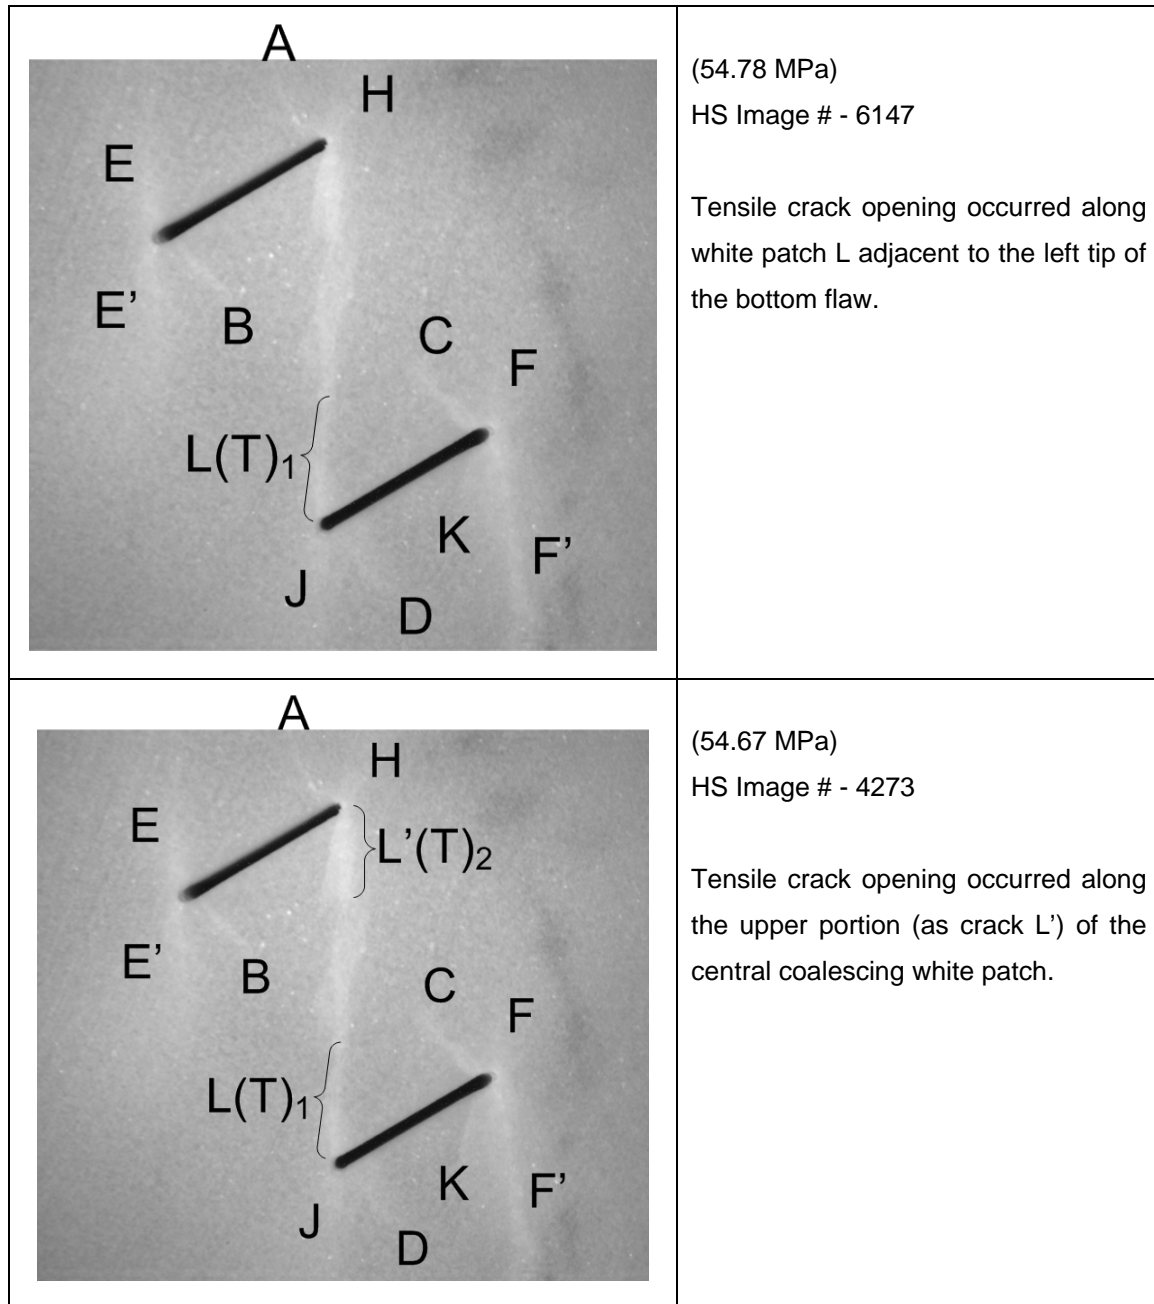 A
H
E
E’
B
C
F
L(T)₁
K
F’
J
D
(54.78 MPa)
HS Image # - 6147
Tensile crack opening occurred along
white patch L adjacent to the left tip of
the bottom flaw.
A
H
E
L’(T)₂
E’
B
C
F
L(T)₁
K
F’
J
D
(54.67 MPa)
HS Image # - 4273
Tensile crack opening occurred along
the upper portion (as crack L’) of the
central coalescing white patch.